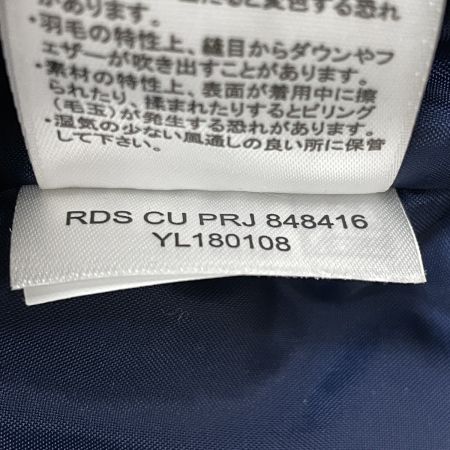 があります。
・羽毛の特性上、縫目からダウンやフ
ェザーが吹き出すことがあります。
・素材の特性上、表面が着用中に擦
られたり、揉まれたりするとピリング
(毛玉)が発生する恐れがあります。
・湿気の少ない風通しの良い所に保管
して下さい。
RDS CU PRJ 848416
YL180108